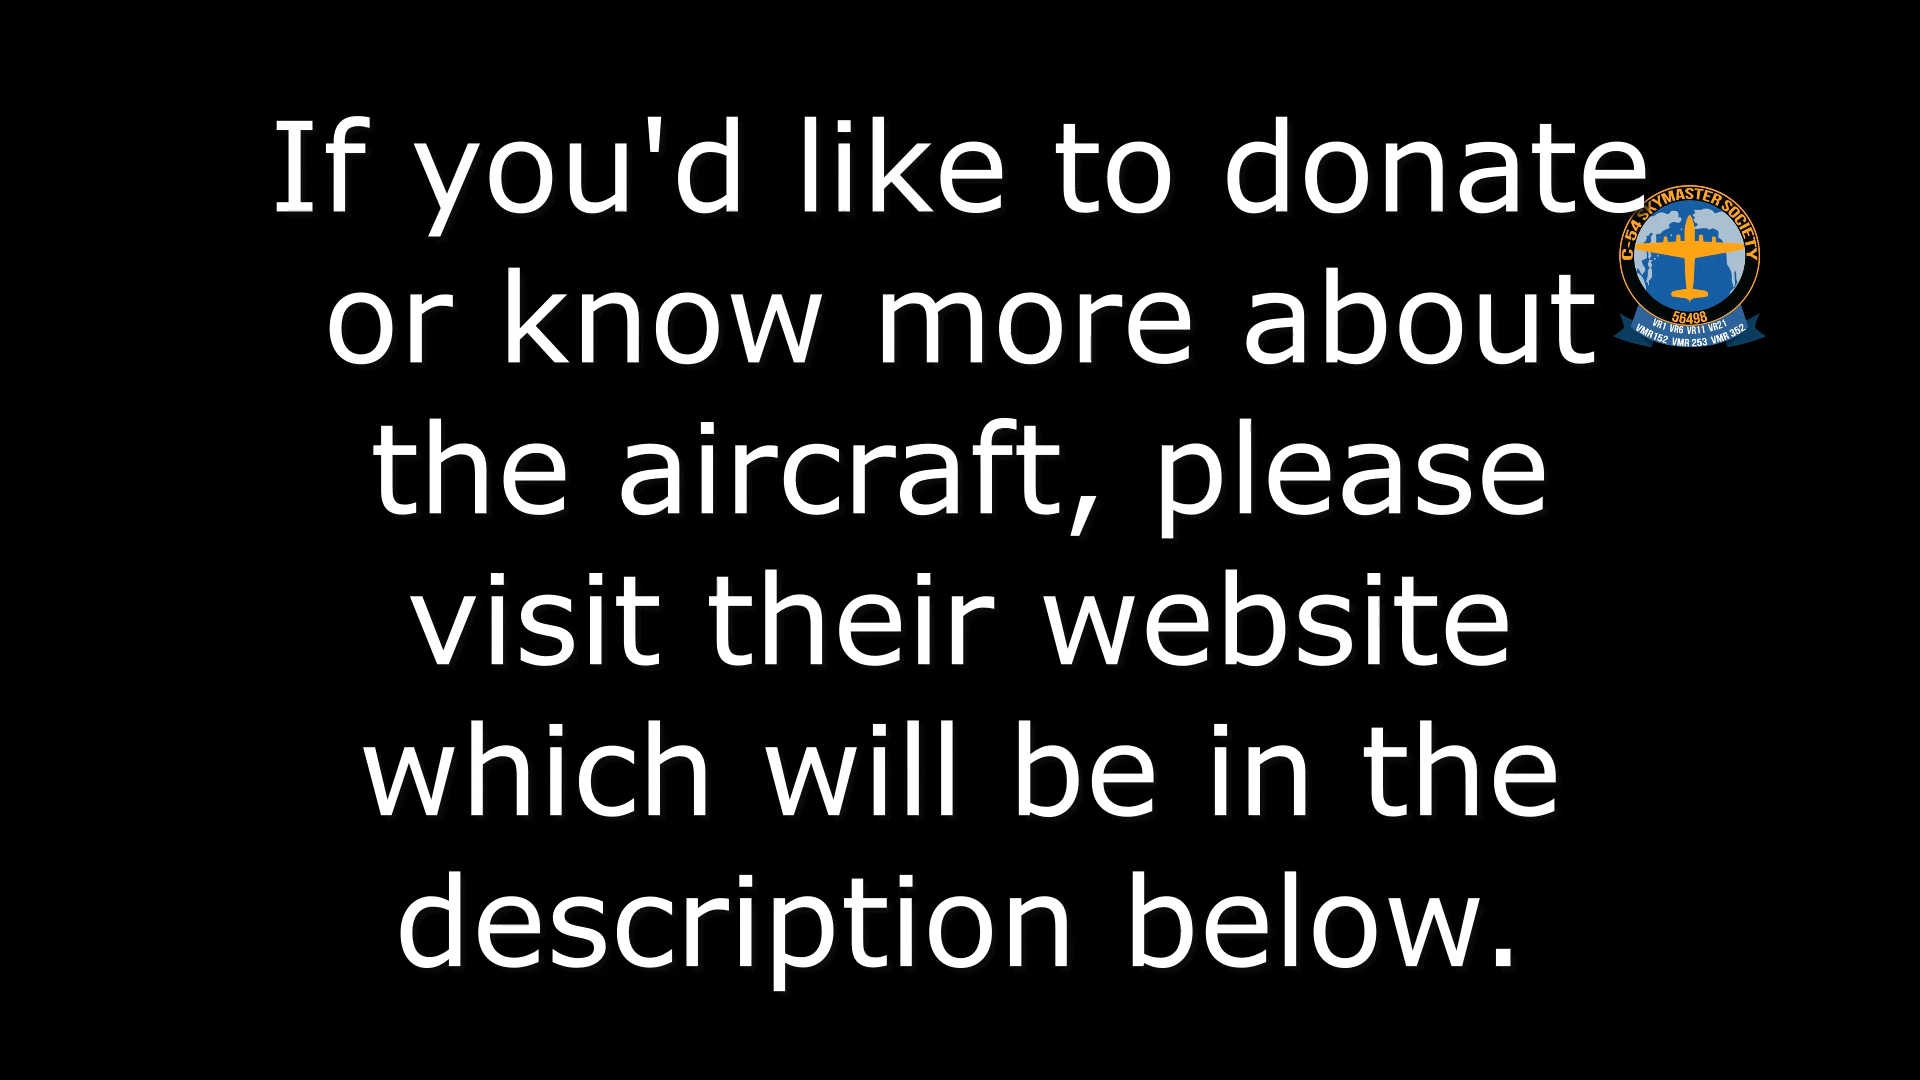 If you'd like to donate
or know more about
the aircraft, please
visit their website
which will be in the
description below.
C-54 SKYMASTER SOCIETY
56498
VR1 VR6 VR11 VR21
VMR152 VMR 253 VMR 352